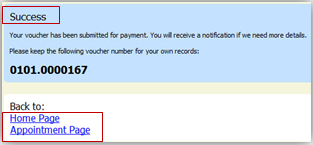 Success
Your voucher has been submitted for payment. You will receive a notification if we need more details.
Please keep the following voucher number for your own records:
0101.0000167
Back to:
Home Page
Appointment Page